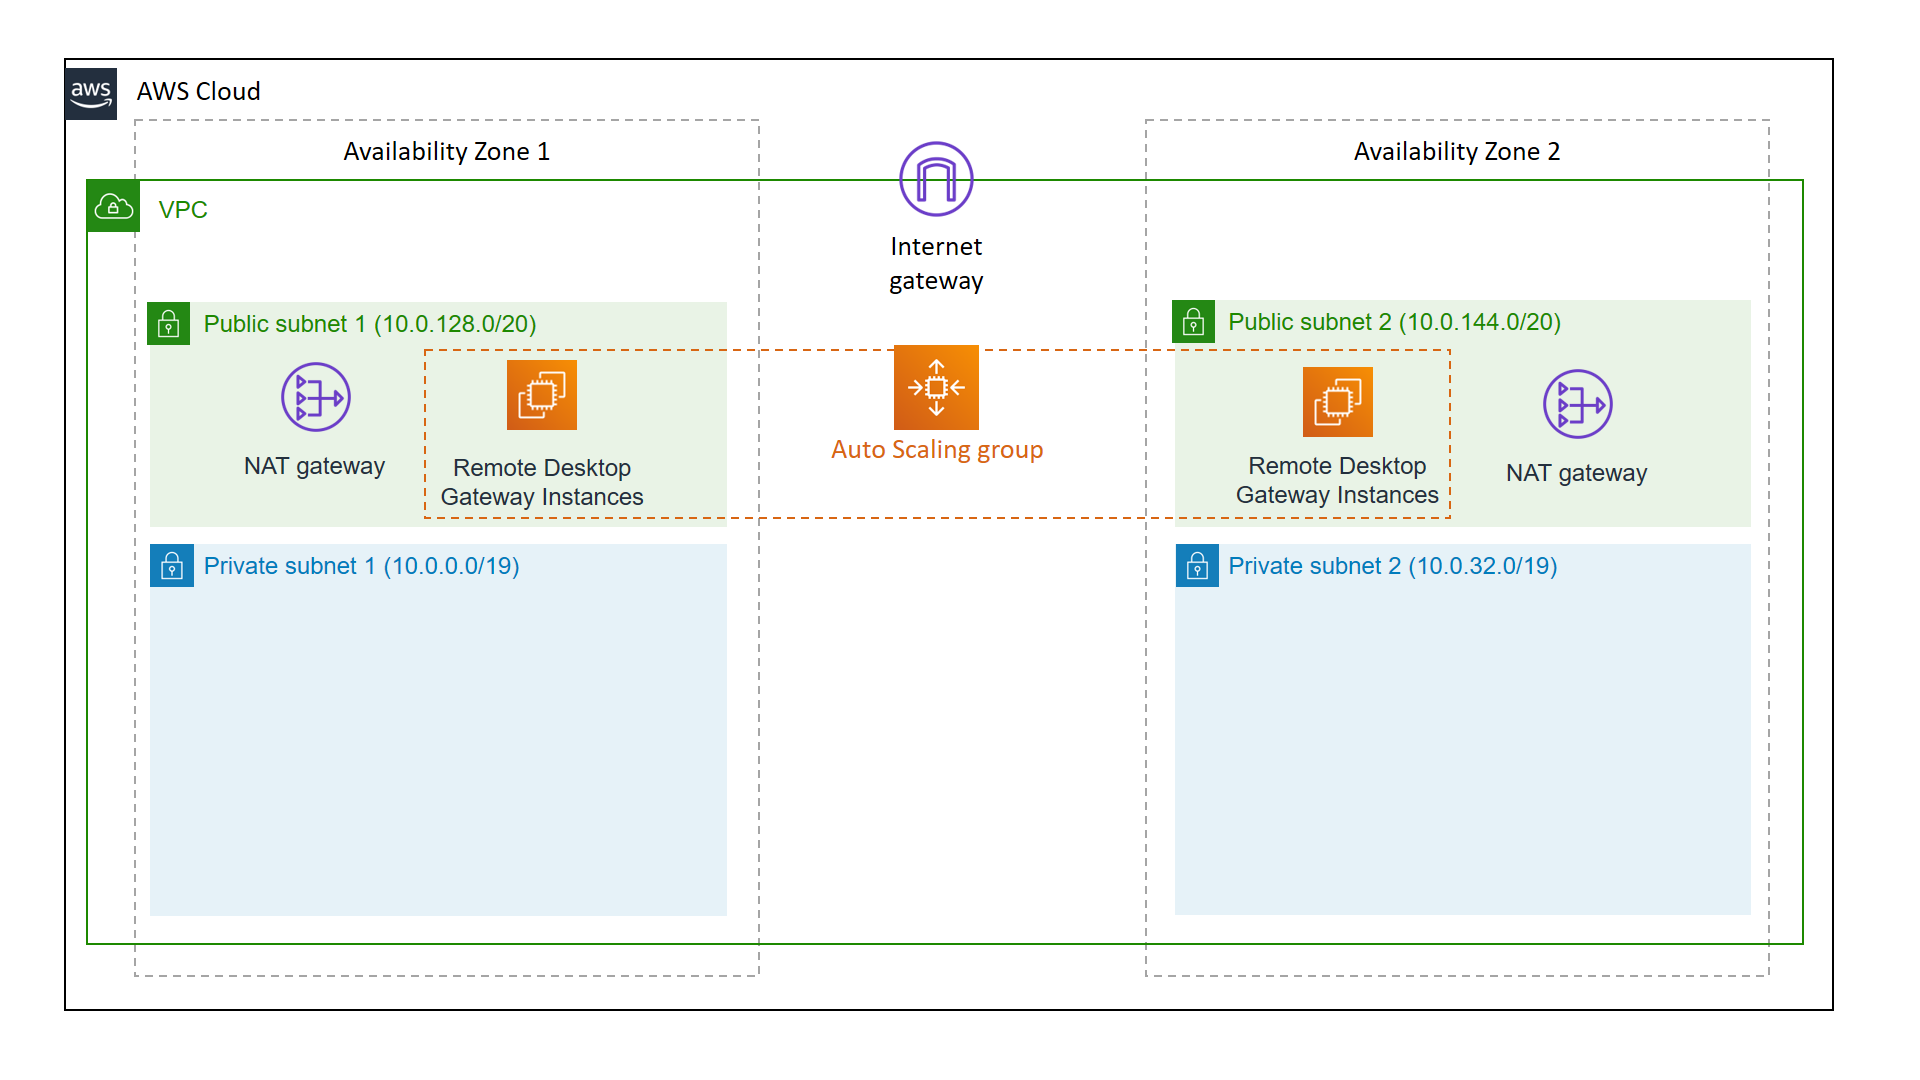 aws
AWS Cloud
Availability Zone 1
Availability Zone 2
VPC
Internet
gateway
Public subnet 1 (10.0.128.0/20)
Public subnet 2 (10.0.144.0/20)
NAT gateway
Remote Desktop
Gateway Instances
Auto Scaling group
Remote Desktop
Gateway Instances
NAT gateway
Private subnet 1 (10.0.0.0/19)
Private subnet 2 (10.0.32.0/19)